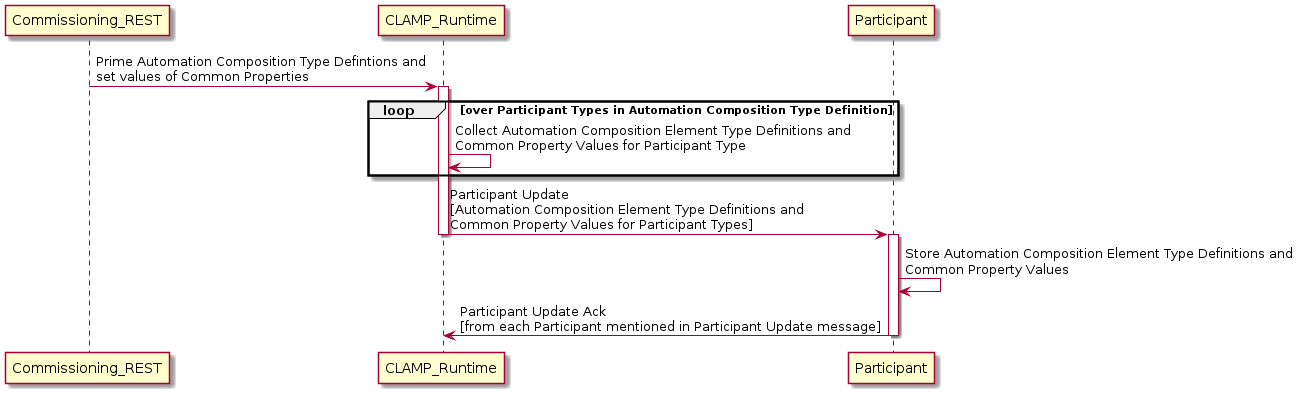 Commissioning_REST
CLAMP_Runtime
Participant
Prime Automation Composition Type Defintions and
set values of Common Properties
loop
[over Participant Types in Automation Composition Type Definition]
Collect Automation Composition Element Type Definitions and
Common Property Values for Participant Type
Participant Update
[Automation Composition Element Type Definitions and
Common Property Values for Participant Types]
Store Automation Composition Element Type Definitions and
Common Property Values
Participant Update Ack
[from each Participant mentioned in Participant Update message]
Commissioning_REST
CLAMP_Runtime
Participant